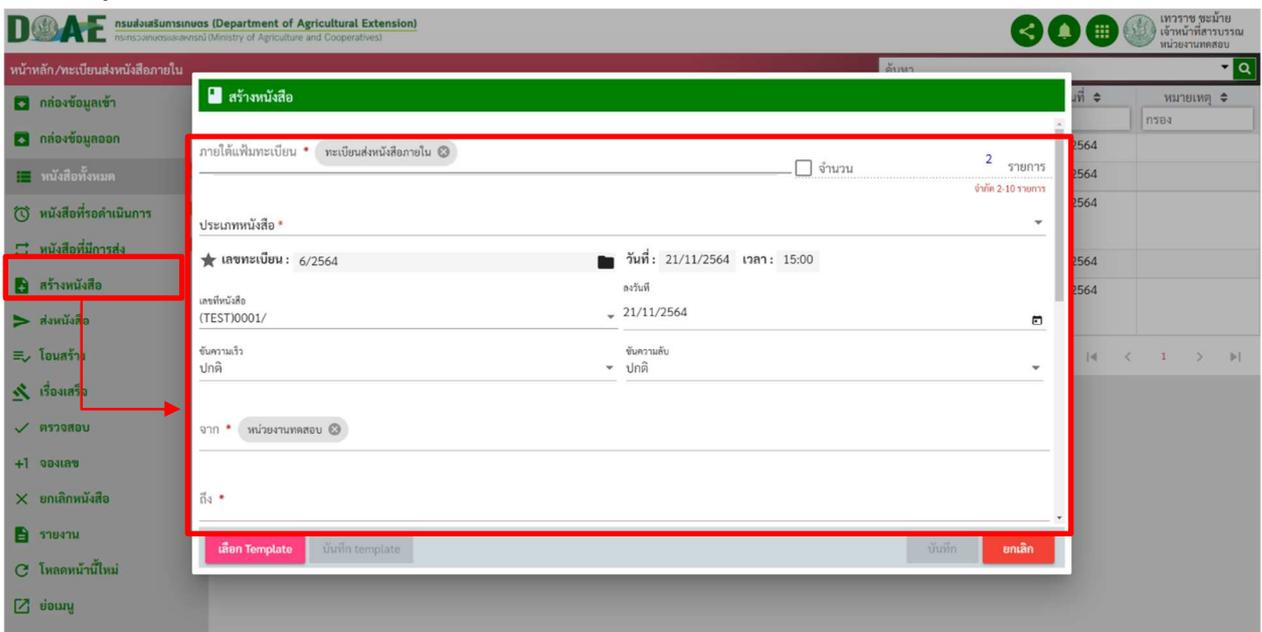 DOAE กรมส่งเสริมการเกษตร (Department of Agricultural Extension)
กระทรวงเกษตรและสหกรณ์ (Ministry of Agriculture and Cooperatives)
เทวราช ชะม้าย
เจ้าหน้าที่สารบรรณ
หน่วยงานทดสอบ
หน้าหลัก/ทะเบียนส่งหนังสือภายใน
ค้นหา
กล่องข้อมูลเข้า
กล่องข้อมูลออก
หนังสือทั้งหมด
หนังสือที่รอดำเนินการ
หนังสือที่มีการส่ง
สร้างหนังสือ
ส่งหนังสือ
โอนสร้าง
เรื่องเสร็จ
ตรวจสอบ
+1 จองเลข
ยกเลิกหนังสือ
รายงาน
โหลดหน้านี้ใหม่
ย่อเมนู
สร้างหนังสือ
ภายใต้แฟ้มทะเบียน * ทะเบียนส่งหนังสือภายใน
จำนวน 2 รายการ
จำกัด 2-10 รายการ
ประเภทหนังสือ *
เลขทะเบียน : 6/2564 วันที่ : 21/11/2564 เวลา : 15:00
เลขที่หนังสือ
(TEST)0001/
ลงวันที่
21/11/2564
ชั้นความเร็ว
ปกติ
ชั้นความลับ
ปกติ
จาก * หน่วยงานทดสอบ
ถึง *
เลือก Template บันทึก template บันทึก ยกเลิก
นที่ หมายเหตุ
กรอง
2564
2564
2564
2564
2564
1